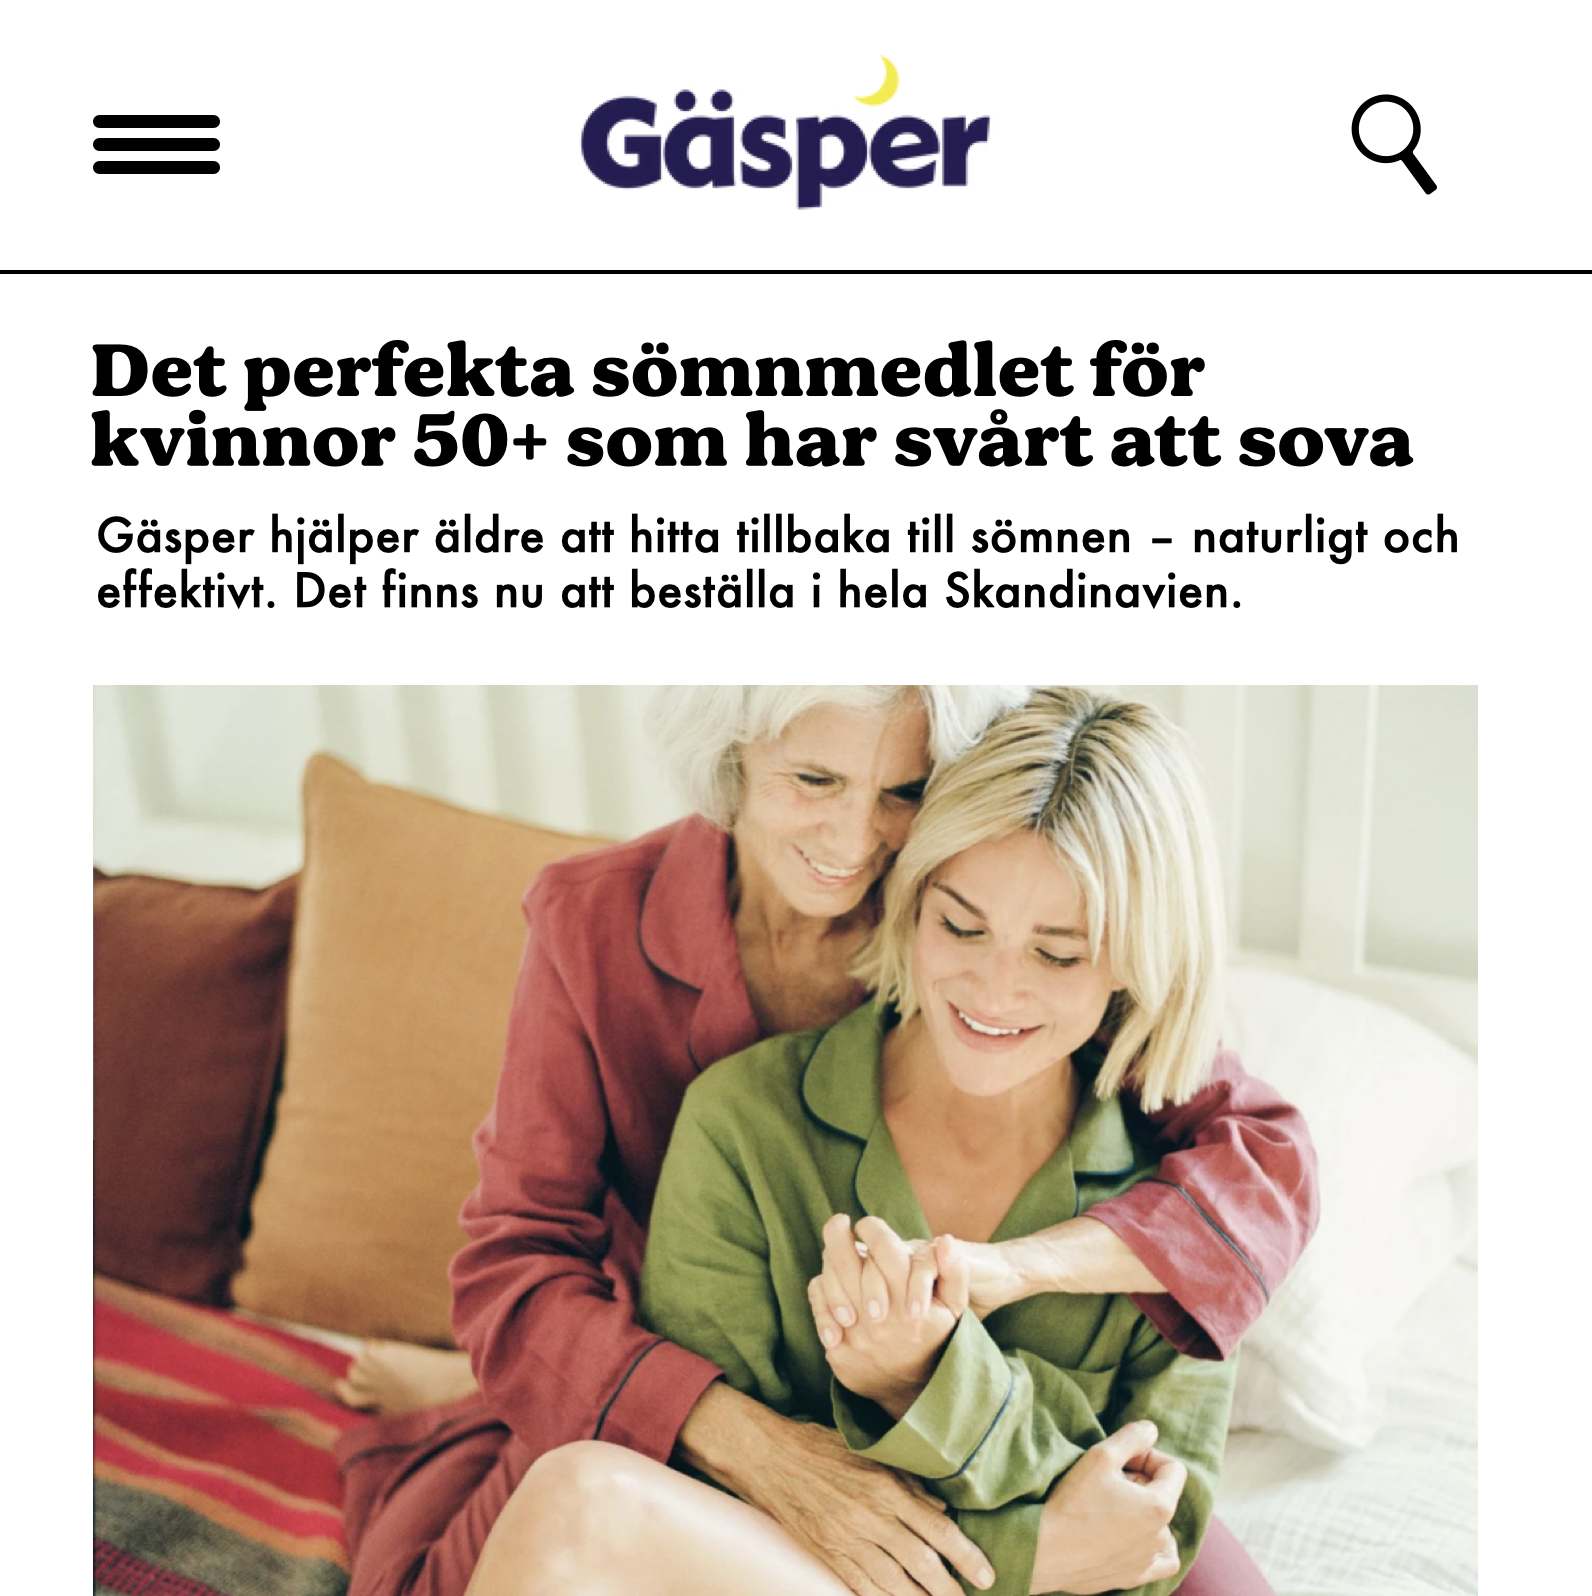 Gäsper
Det perfekta sömnmedlet för
kvinnor 50+ som har svårt att sova
Gäsper hjälper äldre att hitta tillbaka till sömnen – naturligt och
effektivt. Det finns nu att beställa i hela Skandinavien.